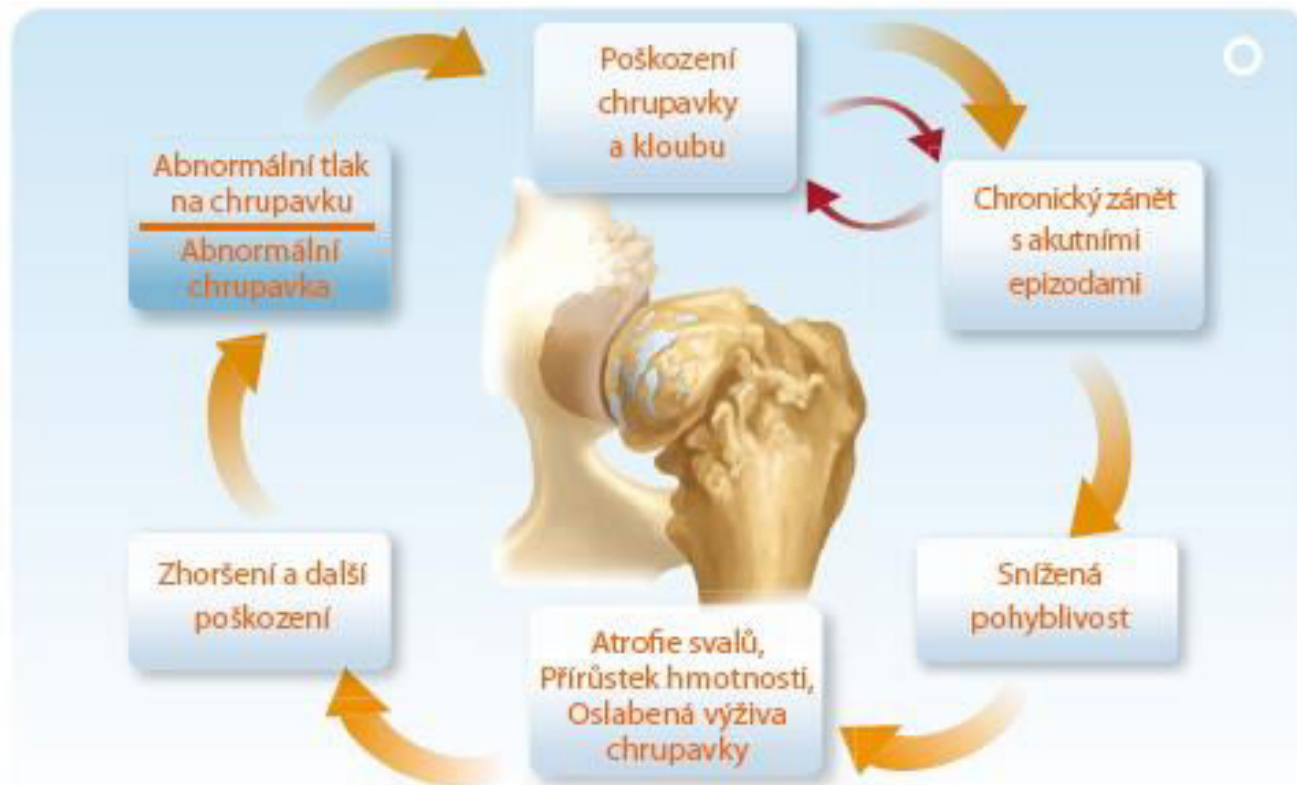 Poškození
chrupavky
a kloubu
Abnormální tlak
na chrupavku
Abnormální
chrupavka
Chronický zánět
s akutními
epizodami
Zhoršení a další
poškození
Snížená
pohyblivost
Atrofie svalů,
Přírůstek hmotnosti,
Oslabená výživa
chrupavky